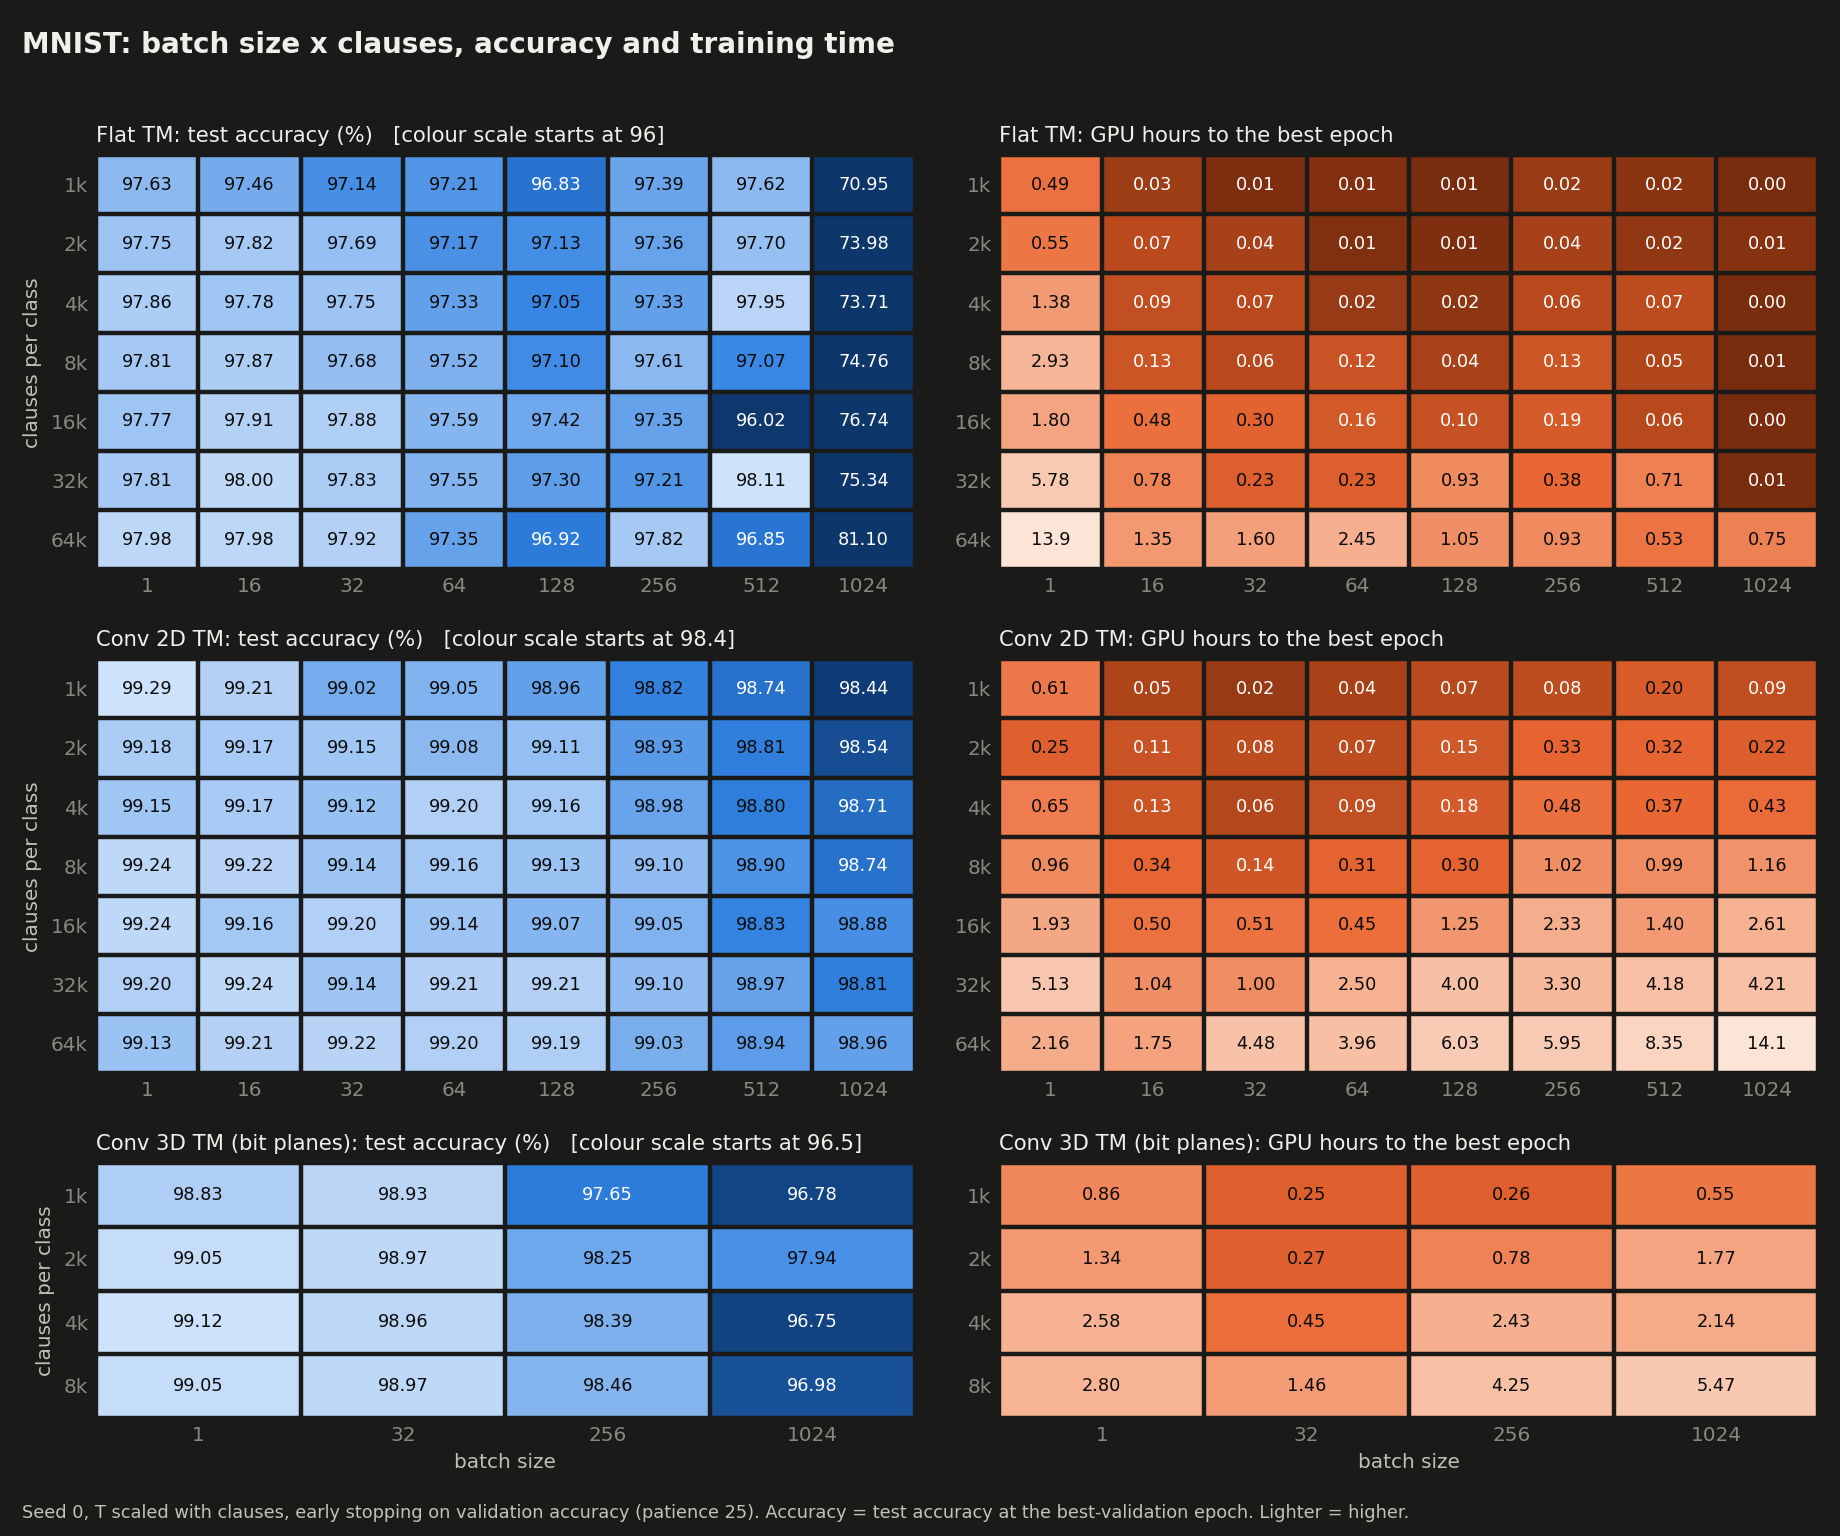 MNIST: batch size x clauses, accuracy and training time
Flat TM: test accuracy (%) [colour scale starts at 96]
clauses per class
1k 97.63 97.46 97.14 97.21 96.83 97.39 97.62 70.95
2k 97.75 97.82 97.69 97.17 97.13 97.36 97.70 73.98
4k 97.86 97.78 97.75 97.33 97.05 97.33 97.95 73.71
8k 97.81 97.87 97.68 97.52 97.10 97.61 97.07 74.76
16k 97.77 97.91 97.88 97.59 97.42 97.35 96.02 76.74
32k 97.81 98.00 97.83 97.55 97.30 97.21 98.11 75.34
64k 97.98 97.98 97.92 97.35 96.92 97.82 96.85 81.10
1 16 32 64 128 256 512 1024
Flat TM: GPU hours to the best epoch
1k 0.49 0.03 0.01 0.01 0.01 0.02 0.02 0.00
2k 0.55 0.07 0.04 0.01 0.01 0.04 0.02 0.01
4k 1.38 0.09 0.07 0.02 0.02 0.06 0.07 0.00
8k 2.93 0.13 0.06 0.12 0.04 0.13 0.05 0.01
16k 1.80 0.48 0.30 0.16 0.10 0.19 0.06 0.00
32k 5.78 0.78 0.23 0.23 0.93 0.38 0.71 0.01
64k 13.9 1.35 1.60 2.45 1.05 0.93 0.53 0.75
1 16 32 64 128 256 512 1024
Conv 2D TM: test accuracy (%) [colour scale starts at 98.4]
clauses per class
1k 99.29 99.21 99.02 99.05 98.96 98.82 98.74 98.44
2k 99.18 99.17 99.15 99.08 99.11 98.93 98.81 98.54
4k 99.15 99.17 99.12 99.20 99.16 98.98 98.80 98.71
8k 99.24 99.22 99.14 99.16 99.13 99.10 98.90 98.74
16k 99.24 99.16 99.20 99.14 99.07 99.05 98.83 98.88
32k 99.20 99.24 99.14 99.21 99.21 99.10 98.97 98.81
64k 99.13 99.21 99.22 99.20 99.19 99.03 98.94 98.96
1 16 32 64 128 256 512 1024
Conv 2D TM: GPU hours to the best epoch
1k 0.61 0.05 0.02 0.04 0.07 0.08 0.20 0.09
2k 0.25 0.11 0.08 0.07 0.15 0.33 0.32 0.22
4k 0.65 0.13 0.06 0.09 0.18 0.48 0.37 0.43
8k 0.96 0.34 0.14 0.31 0.30 1.02 0.99 1.16
16k 1.93 0.50 0.51 0.45 1.25 2.33 1.40 2.61
32k 5.13 1.04 1.00 2.50 4.00 3.30 4.18 4.21
64k 2.16 1.75 4.48 3.96 6.03 5.95 8.35 14.1
1 16 32 64 128 256 512 1024
Conv 3D TM (bit planes): test accuracy (%) [colour scale starts at 96.5]
clauses per class
1k 98.83 98.93 97.65 96.78
2k 99.05 98.97 98.25 97.94
4k 99.12 98.96 98.39 96.75
8k 99.05 98.97 98.46 96.98
1 32 256 1024
batch size
Conv 3D TM (bit planes): GPU hours to the best epoch
1k 0.86 0.25 0.26 0.55
2k 1.34 0.27 0.78 1.77
4k 2.58 0.45 2.43 2.14
8k 2.80 1.46 4.25 5.47
1 32 256 1024
batch size
Seed 0, T scaled with clauses, early stopping on validation accuracy (patience 25). Accuracy = test accuracy at the best-validation epoch. Lighter = higher.